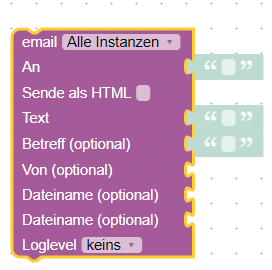 email Alle Instanzen
An “ ”
Sende als HTML
Text “ ”
Betreff (optional) “ ”
Von (optional)
Dateiname (optional)
Dateiname (optional)
Loglevel keins